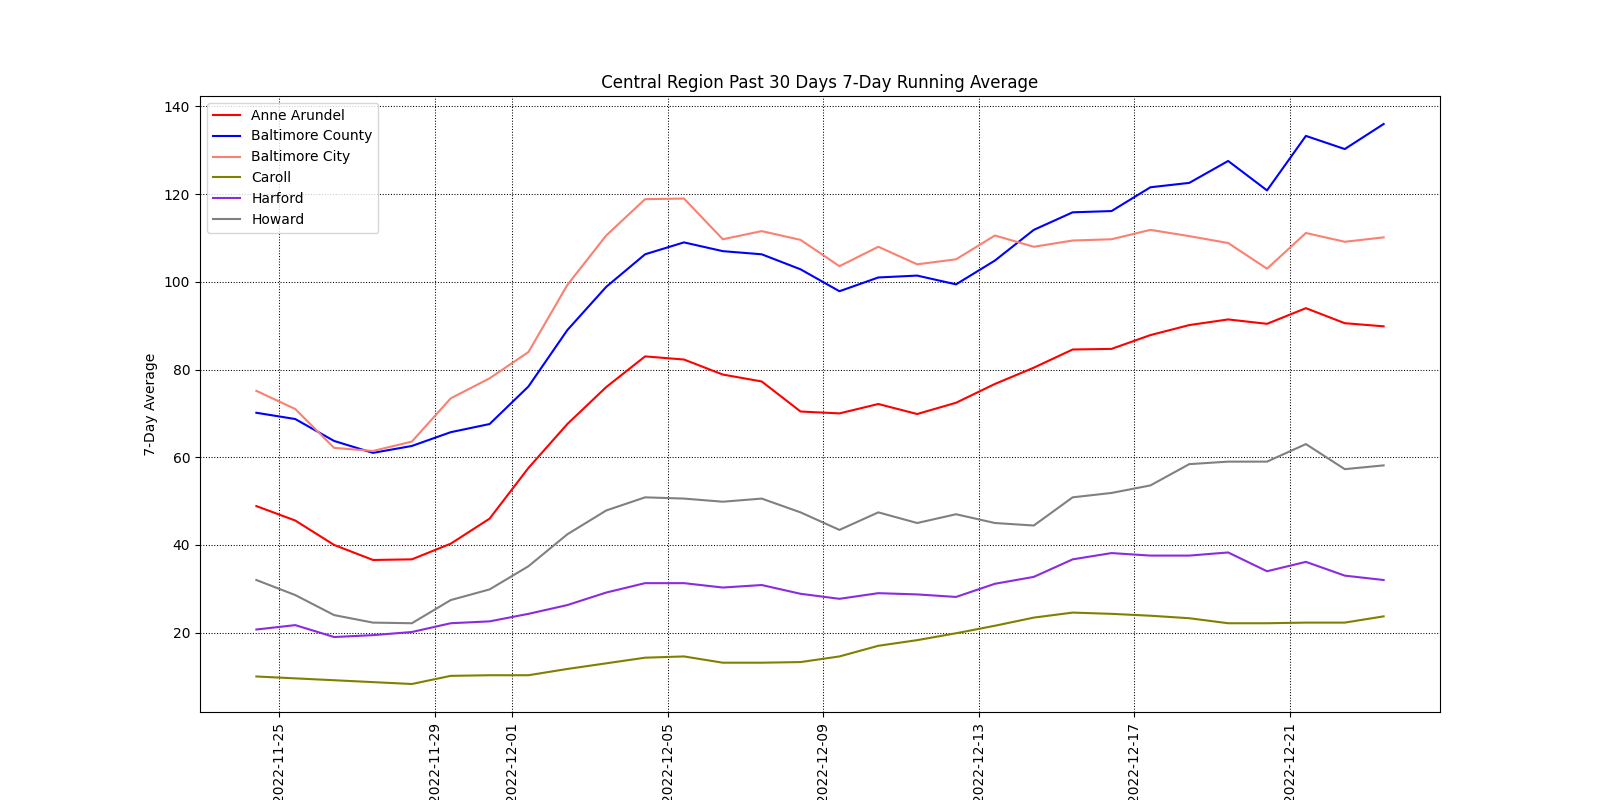 Central Region Past 30 Days 7-Day Running Average
140
120
100
80
60
40
20
7-Day Average
Anne Arundel
Baltimore County
Baltimore City
Caroll
Harford
Howard
2022-11-25
2022-11-29
2022-12-01
2022-12-05
2022-12-09
2022-12-13
2022-12-17
2022-12-21